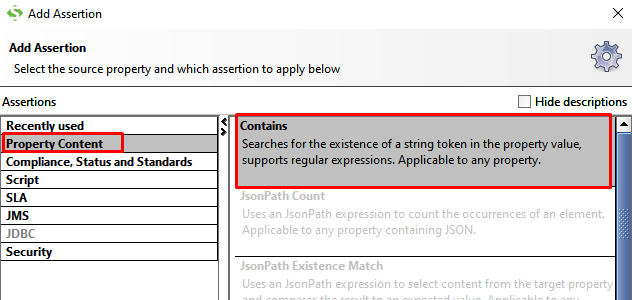 Add Assertion
Add Assertion
Select the source property and which assertion to apply below
Assertions
Hide descriptions
Recently used
Property Content
Compliance, Status and Standards
Script
SLA
JMS
JDBC
Security
Contains
Searches for the existence of a string token in the property value,
supports regular expressions. Applicable to any property.
JsonPath Count
Uses an JsonPath expression to count the occurrences of an element.
Applicable to any property containing JSON.
JsonPath Existence Match
Uses an JsonPath expression to select content from the target property
and compares the result to an expected value. Applicable to any